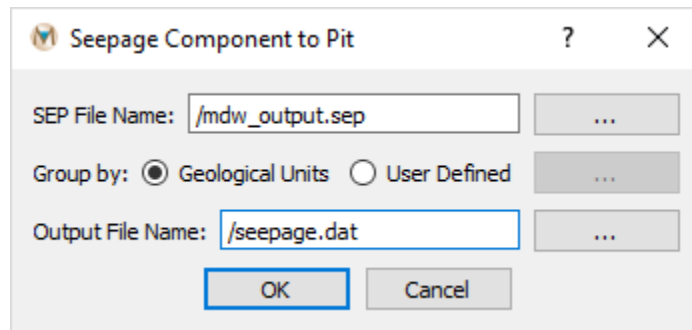 Seepage Component to Pit ?
SEP File Name: /mdw_output.sep ...
Group by: Geological Units User Defined ...
Output File Name: /seepage.dat ...
OK Cancel